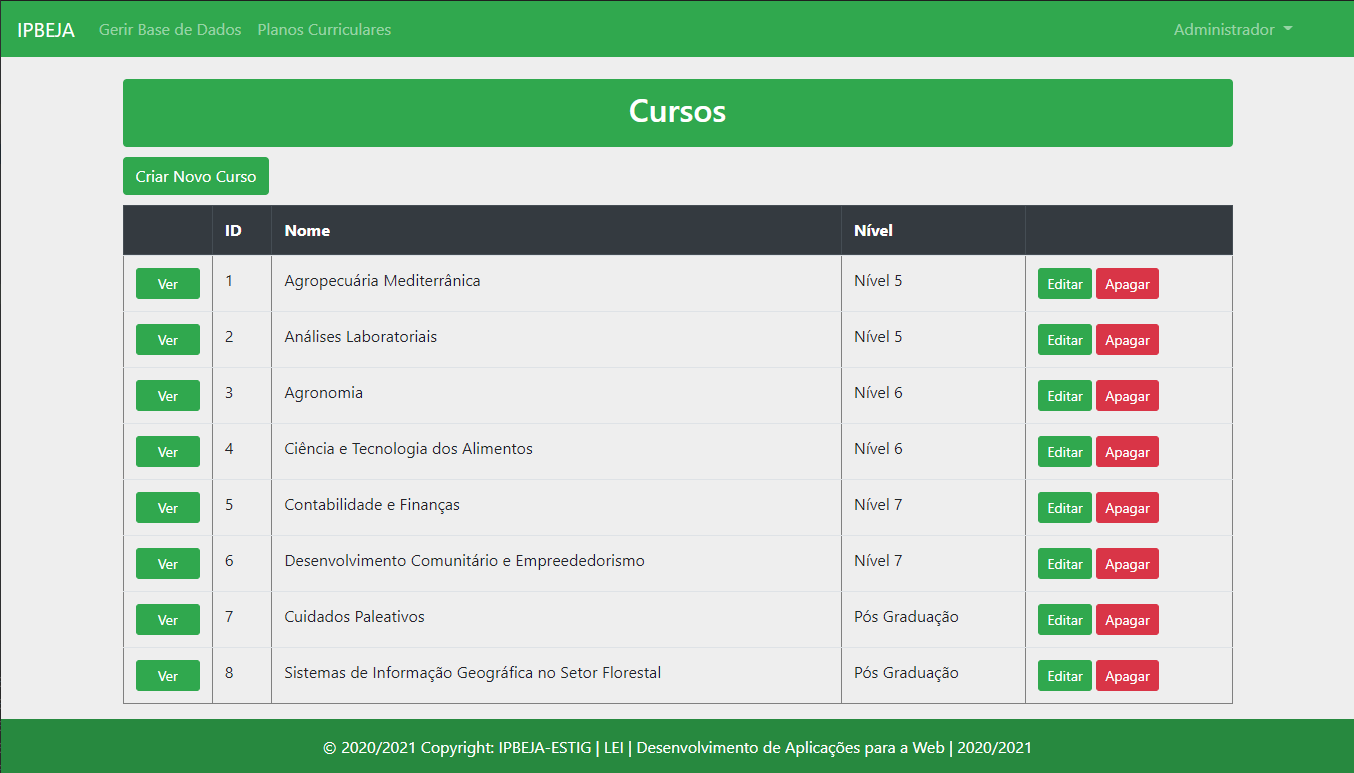 IPBEJA Gerir Base de Dados Planos Curriculares Administrador
Cursos
Criar Novo Curso
ID Nome Nível
Ver 1 Agropecuária Mediterrânica Nível 5 Editar Apagar
Ver 2 Análises Laboratoriais Nível 5 Editar Apagar
Ver 3 Agronomia Nível 6 Editar Apagar
Ver 4 Ciência e Tecnologia dos Alimentos Nível 6 Editar Apagar
Ver 5 Contabilidade e Finanças Nível 7 Editar Apagar
Ver 6 Desenvolvimento Comunitário e Empreededorismo Nível 7 Editar Apagar
Ver 7 Cuidados Paleativos Pós Graduação Editar Apagar
Ver 8 Sistemas de Informação Geográfica no Setor Florestal Pós Graduação Editar Apagar
© 2020/2021 Copyright: IPBEJA-ESTIG | LEI | Desenvolvimento de Aplicações para a Web | 2020/2021